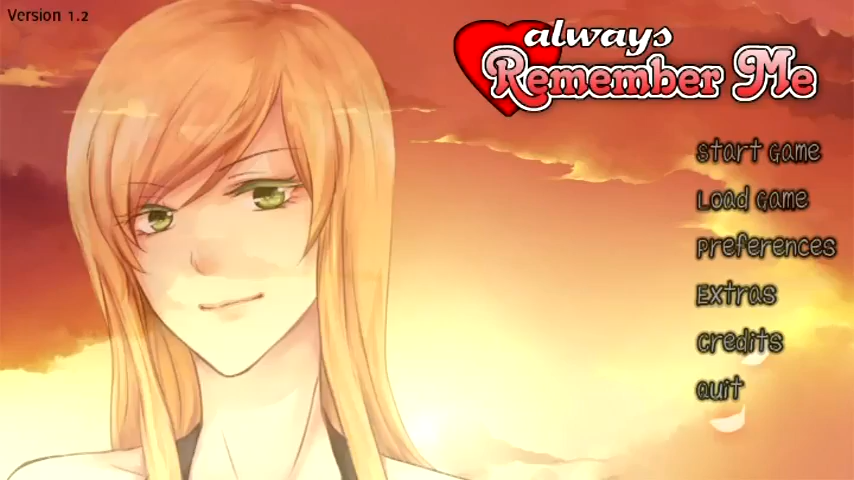 Version 1.2
always
Remember Me
Start Game
Load Game
Preferences
Extras
Credits
Quit